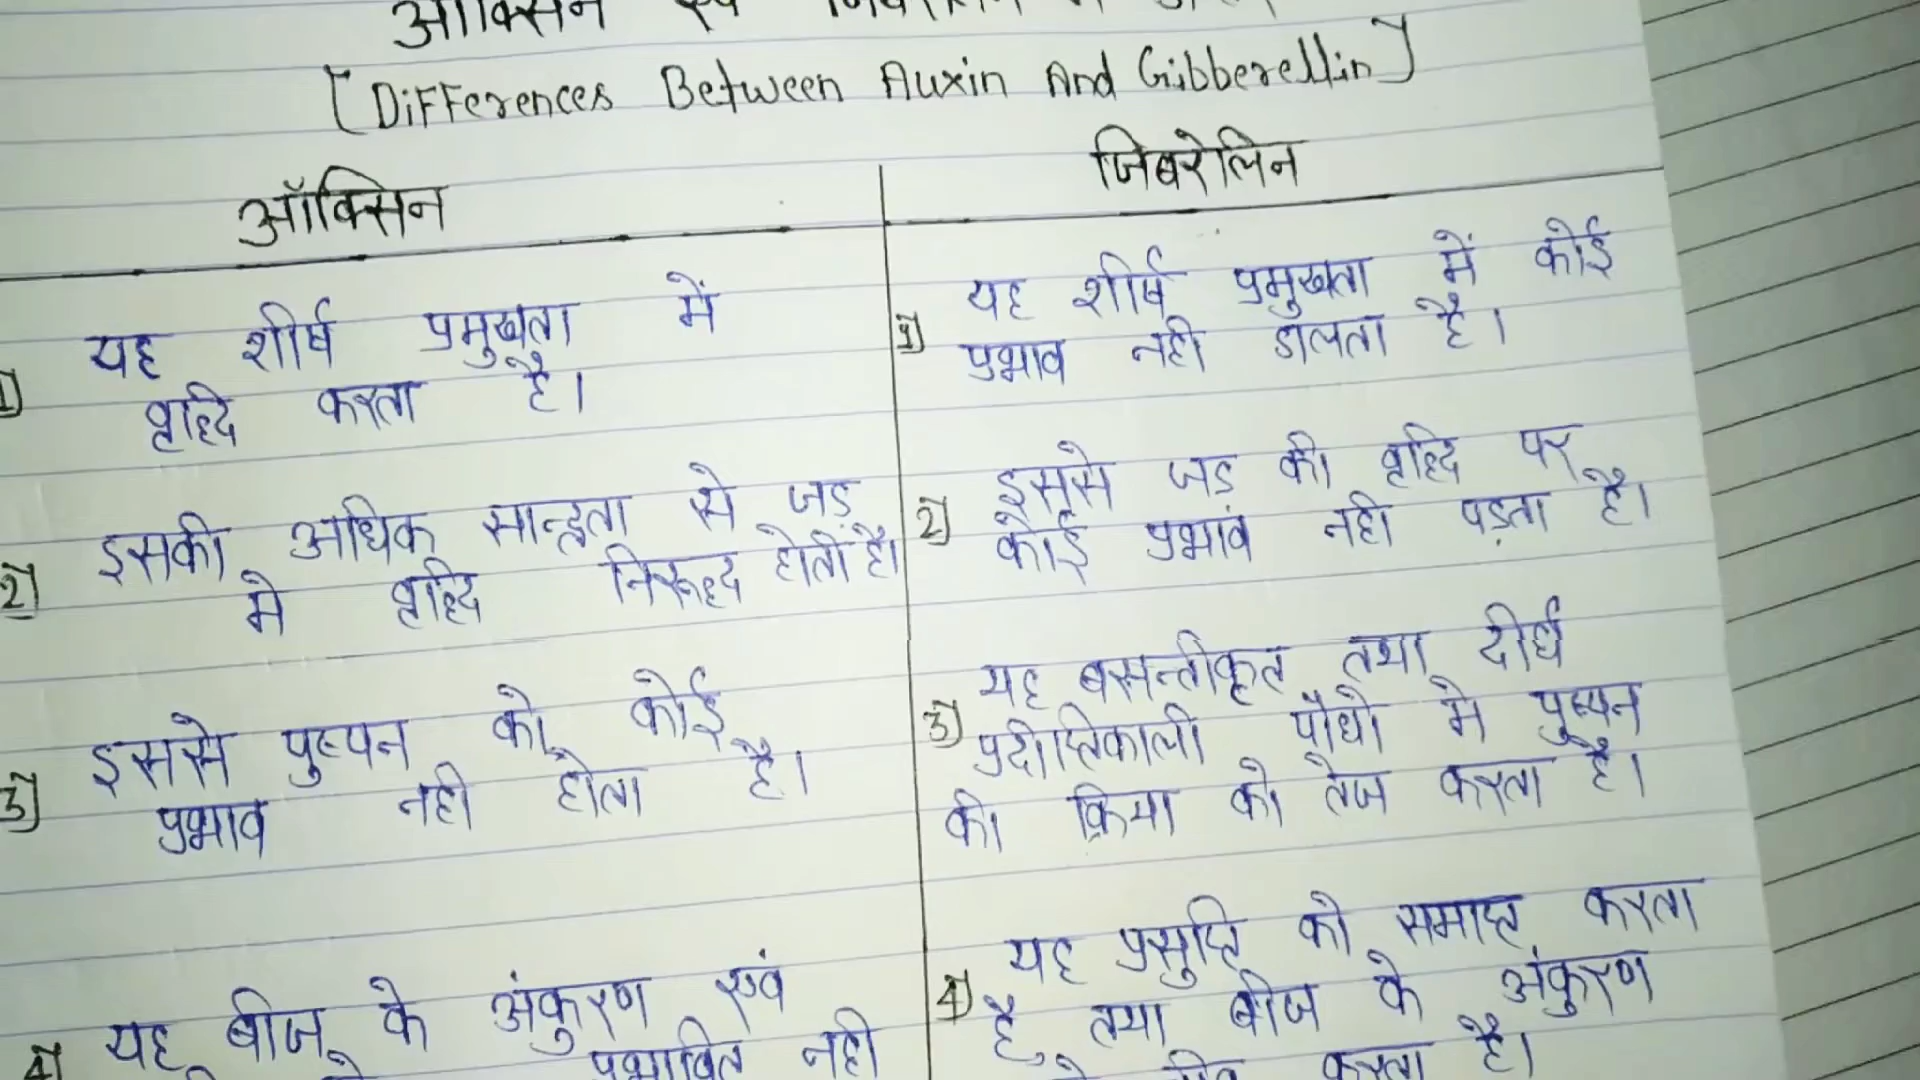 ऑक्सिन एवं जिबरेलिन में
[Differences Between Auxin And Gibberellin]
ऑक्सिन
1) यह शीर्ष प्रमुखता में
वृद्दि करता है।
2) इसकी अधिक सान्द्रता से जड़
मे वृद्दि निरूद्द होती है।
3) इससे पुष्पन को कोई
प्रभाव नही होता है।
4) यह बीज के अंकुरण एवं
प्रभावित नही
जिबरेलिन
1) यह शीर्ष प्रमुखता में कोई
प्रभाव नही डालता है।
2) इससे जड की वृद्दि पर
कोई प्रभाव नही पड़ता है।
3) यह बसन्तीकृत तथा दीर्घ
प्रदीप्तिकाली पौधो मे पुष्पन
की क्रिया को तेज करता है।
4) यह प्रसुप्ति को समाप्त करता
है, तथा बीज के अंकुरण
करता है।